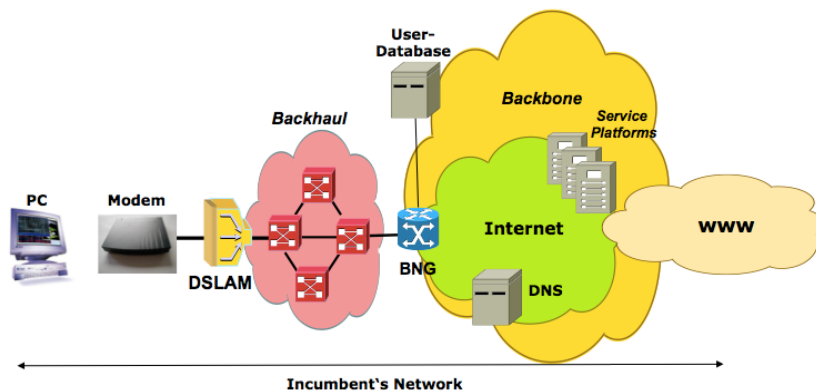 User-
Database
Backbone
Backhaul
Service
Platforms
PC
Modem
www
Internet
DSLAM
BNG
DNS
Incumbent's Network